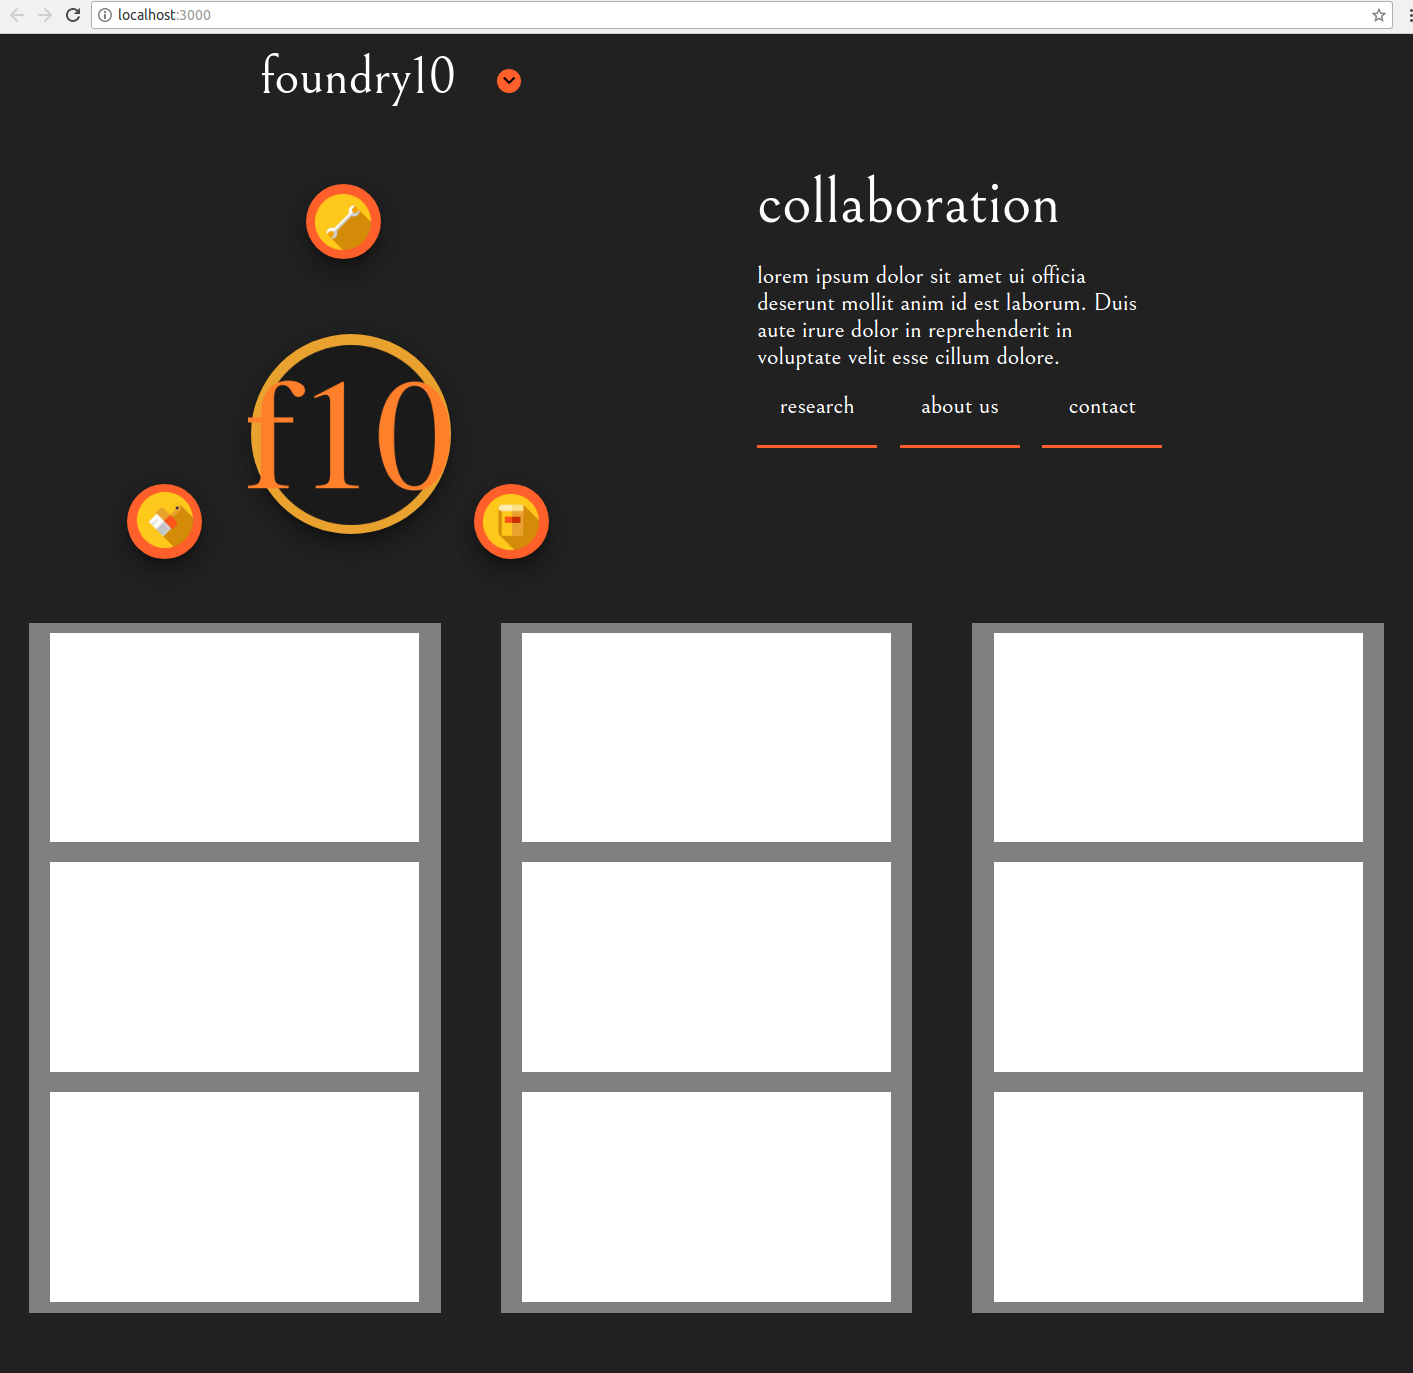 localhost:3000
foundry10
collaboration
lorem ipsum dolor sit amet ui officia
deserunt mollit anim id est laborum. Duis
aute irure dolor in reprehenderit in
voluptate velit esse cillum dolore.
research about us contact
f10